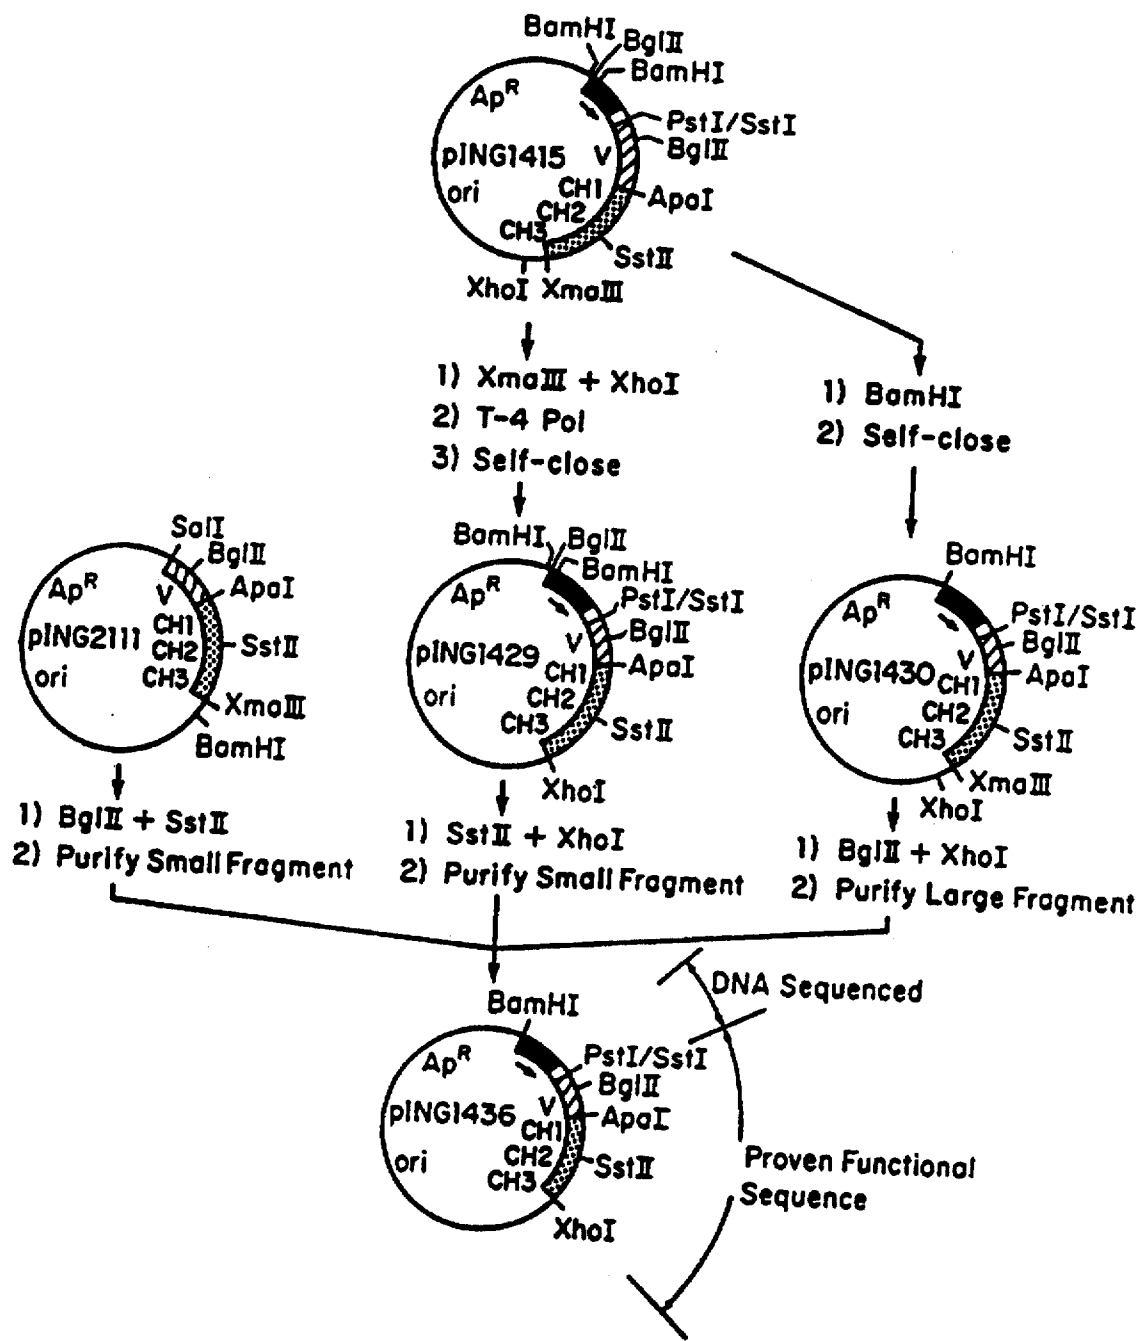 BamHI
BglII
BamHI
Ap^R
PstI/SstI
pING1415
V
BglII
ori
CH1
ApaI
CH2
CH3
SstII
XhoI XmaIII
1) XmaIII + XhoI
2) T-4 Pol
3) Self-close
1) BamHI
2) Self-close
SalI
BglII
Ap^R
V
ApaI
CH1
pING2111
CH2
SstII
ori
CH3
XmaIII
BamHI
1) BglII + SstII
2) Purify Small Fragment
BamHI
BglII
BamHI
Ap^R
PstI/SstI
V
BglII
pING1429
CH1
ApaI
ori
CH2
CH3
SstII
XhoI
1) SstII + XhoI
2) Purify Small Fragment
BamHI
Ap^R
PstI/SstI
V
BglII
pING1430
CH1
ApaI
ori
CH2
CH3
SstII
XmaIII
XhoI
1) BglII + XhoI
2) Purify Large Fragment
BamHI
DNA Sequenced
Ap^R
PstI/SstI
BglII
V
pING1436
ApaI
CH1
ori
CH2
SstII
CH3
XhoI
Proven Functional
Sequence